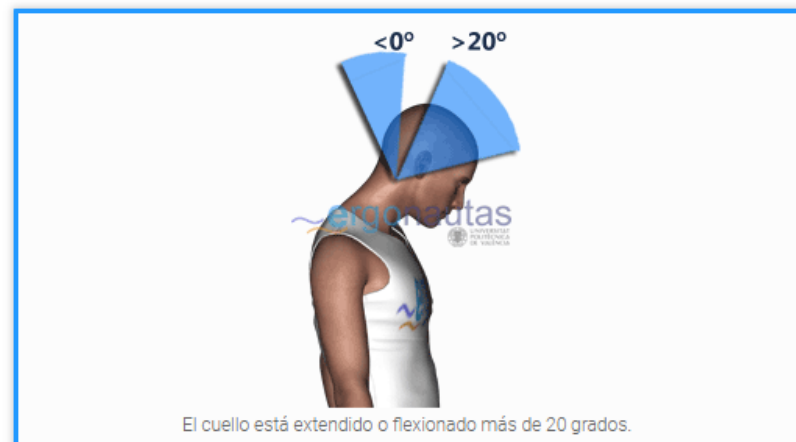 <0º >20º
ergonautas
UNIVERSITAT
POLITÈCNICA
DE VALÈNCIA
El cuello está extendido o flexionado más de 20 grados.